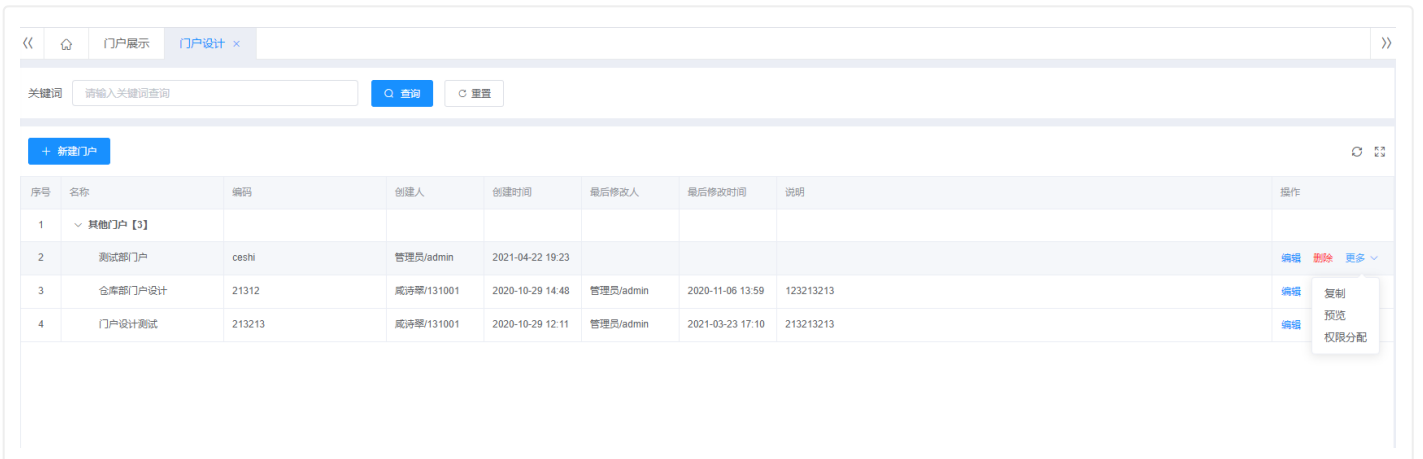 门户展示 门户设计 ×
关键词 请输入关键词查询 查询 重置
+ 新建门户
序号 名称 编码 创建人 创建时间 最后修改人 最后修改时间 说明 操作
1 其他门户【3】
2 测试部门户 ceshi 管理员/admin 2021-04-22 19:23 编辑 删除 更多
3 仓库部门户设计 21312 咸诗翠/131001 2020-10-29 14:48 管理员/admin 2020-11-06 13:59 123213213 编辑
4 门户设计测试 213213 咸诗翠/131001 2020-10-29 12:11 管理员/admin 2021-03-23 17:10 213213213 编辑
复制
预览
权限分配